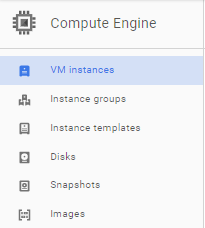 Compute Engine
VM instances
Instance groups
Instance templates
Disks
Snapshots
Images